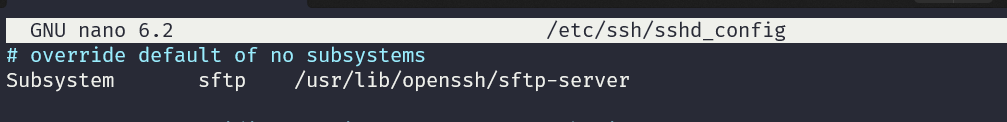 GNU nano 6.2 /etc/ssh/sshd_config
# override default of no subsystems
Subsystem sftp /usr/lib/openssh/sftp-server